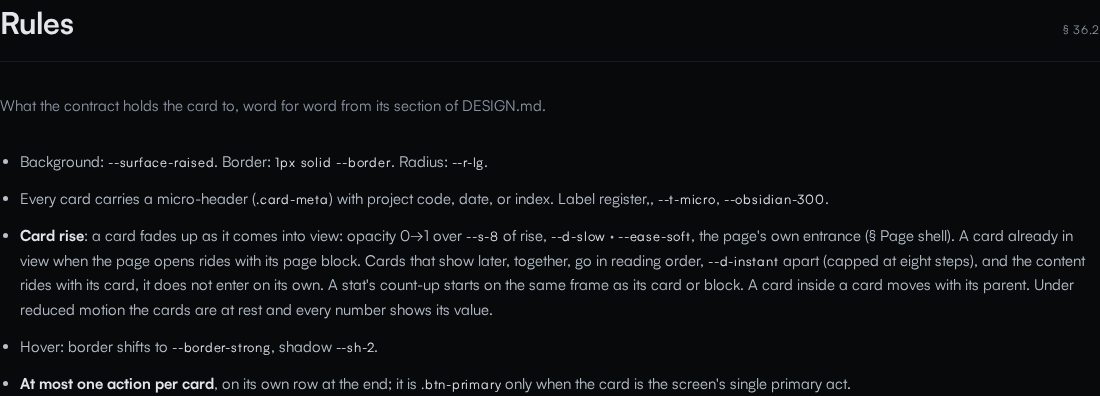 Rules
§ 36.2
What the contract holds the card to, word for word from its section of DESIGN.md.
• Background: --surface-raised. Border: 1px solid --border. Radius: --r-lg.
• Every card carries a micro-header (.card-meta) with project code, date, or index. Label register,, --t-micro, --obsidian-300.
• Card rise: a card fades up as it comes into view: opacity 0→1 over --s-8 of rise, --d-slow · --ease-soft, the page's own entrance (§ Page shell). A card already in
view when the page opens rides with its page block. Cards that show later, together, go in reading order, --d-instant apart (capped at eight steps), and the content
rides with its card, it does not enter on its own. A stat's count-up starts on the same frame as its card or block. A card inside a card moves with its parent. Under
reduced motion the cards are at rest and every number shows its value.
• Hover: border shifts to --border-strong, shadow --sh-2.
• At most one action per card, on its own row at the end; it is .btn-primary only when the card is the screen's single primary act.